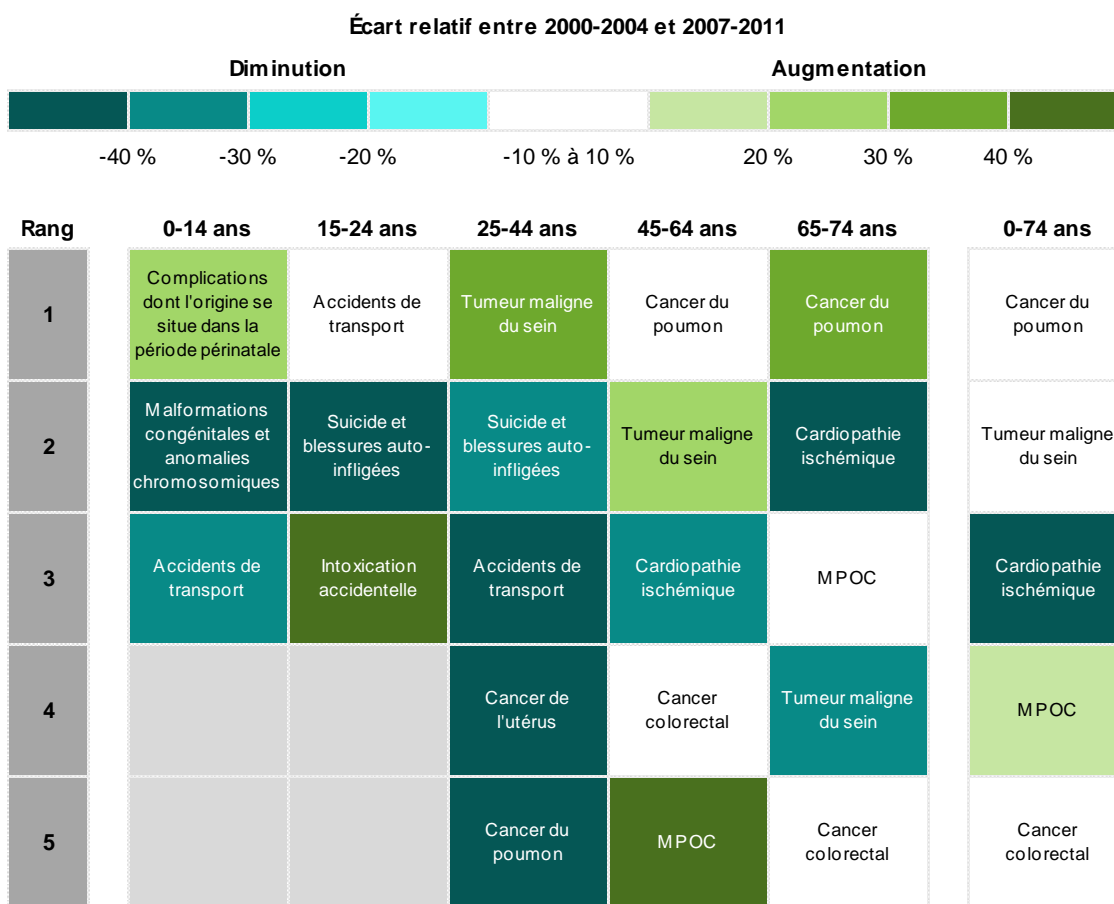 Écart relatif entre 2000-2004 et 2007-2011
Diminution Augmentation
-40 % -30 % -20 % -10 % à 10 % 20 % 30 % 40 %
Rang 0-14 ans 15-24 ans 25-44 ans 45-64 ans 65-74 ans 0-74 ans
1
Complications
dont l'origine se
situe dans la
période périnatale
Accidents de
transport
Tumeur maligne
du sein
Cancer du
poumon
Cancer du
poumon
Cancer du
poumon
2
Malformations
congénitales et
anomalies
chromosomiques
Suicide et
blessures auto-
infligées
Suicide et
blessures auto-
infligées
Tumeur maligne
du sein
Cardiopathie
ischémique
Tumeur maligne
du sein
3
Accidents de
transport
Intoxication
accidentelle
Accidents de
transport
Cardiopathie
ischémique
MPOC
Cardiopathie
ischémique
4
Cancer de
l'utérus
Cancer
colorectal
Tumeur maligne
du sein
MPOC
5
Cancer du
poumon
MPOC
Cancer
colorectal
Cancer
colorectal